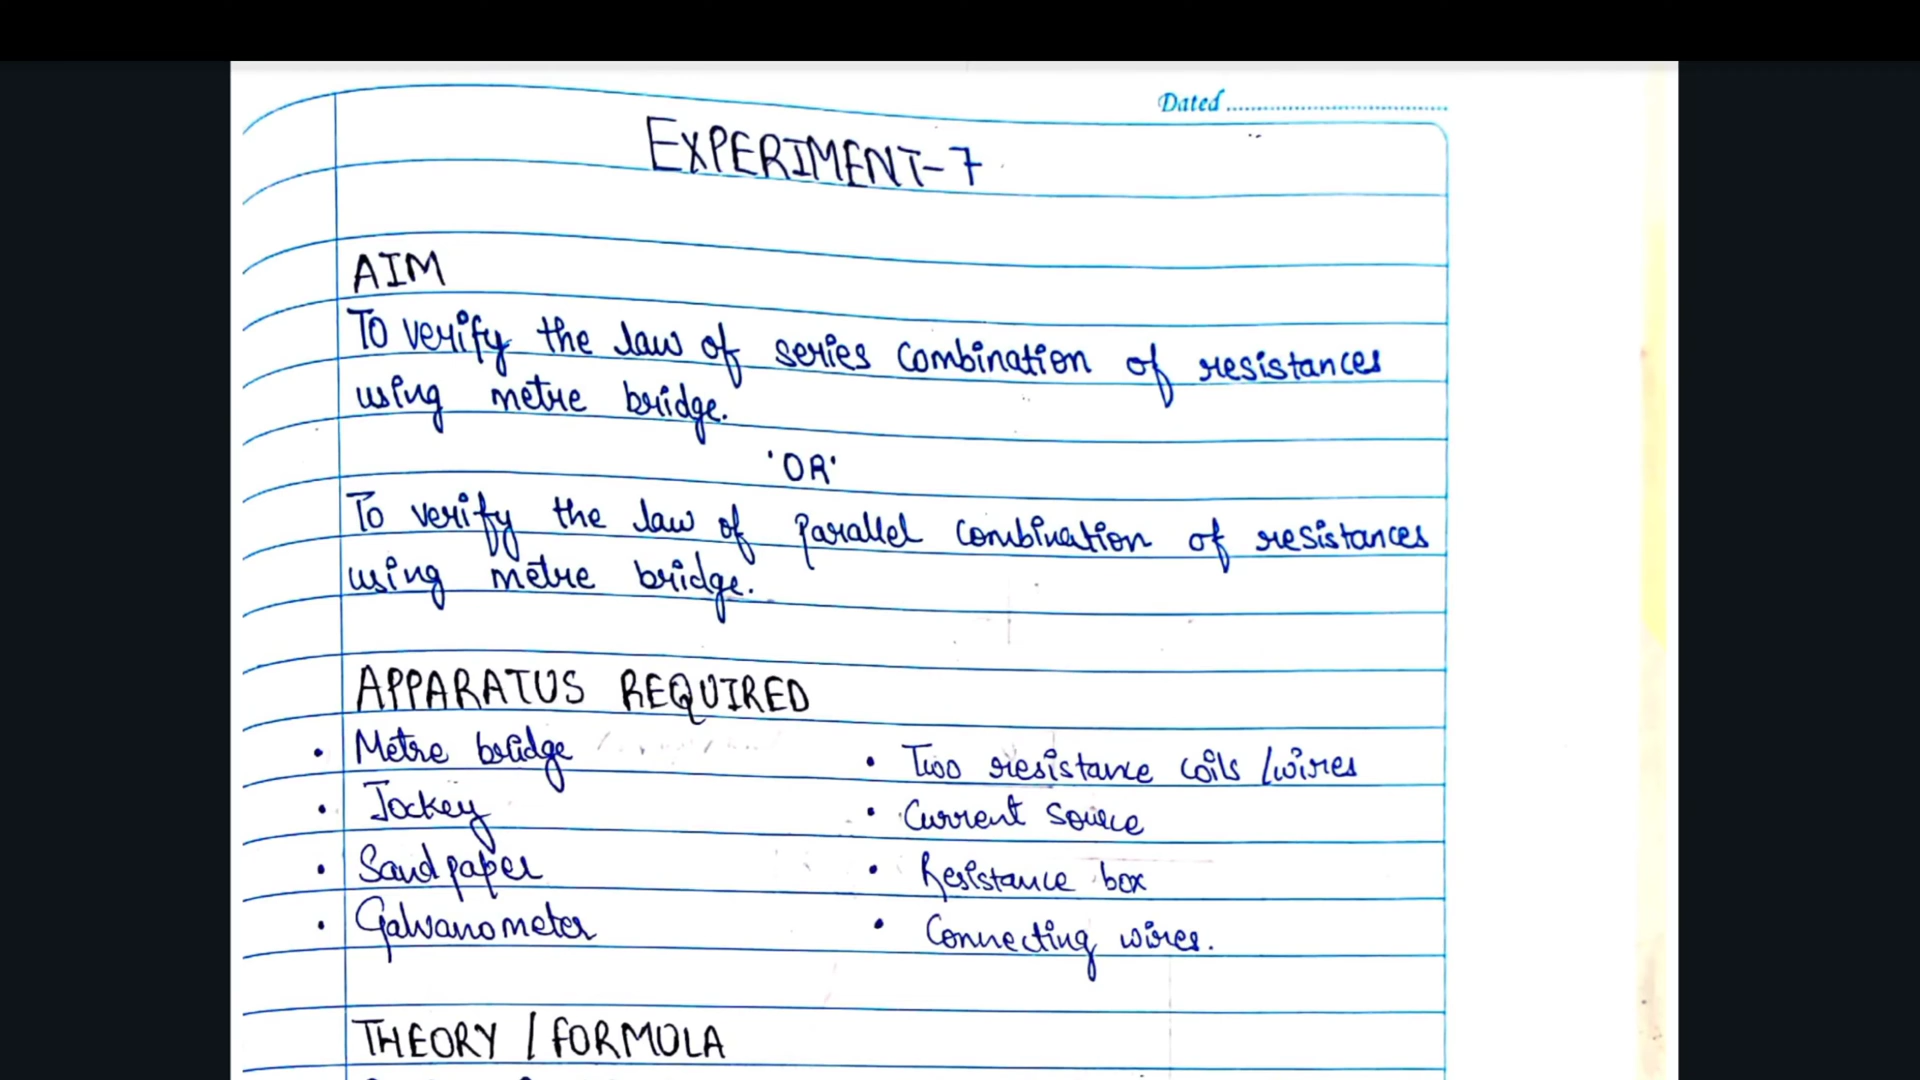 Dated
EXPERIMENT-7
AIM
To verify the law of series combination of resistances
using metre bridge.
'OR'
To verify the law of parallel combination of resistances
using metre bridge.
APPARATUS REQUIRED
• Metre bridge
• Jockey
• Sandpaper
• Galvanometer
• Two resistance coils /wires
• Current source
• Resistance box
• Connecting wires.
THEORY / FORMULA